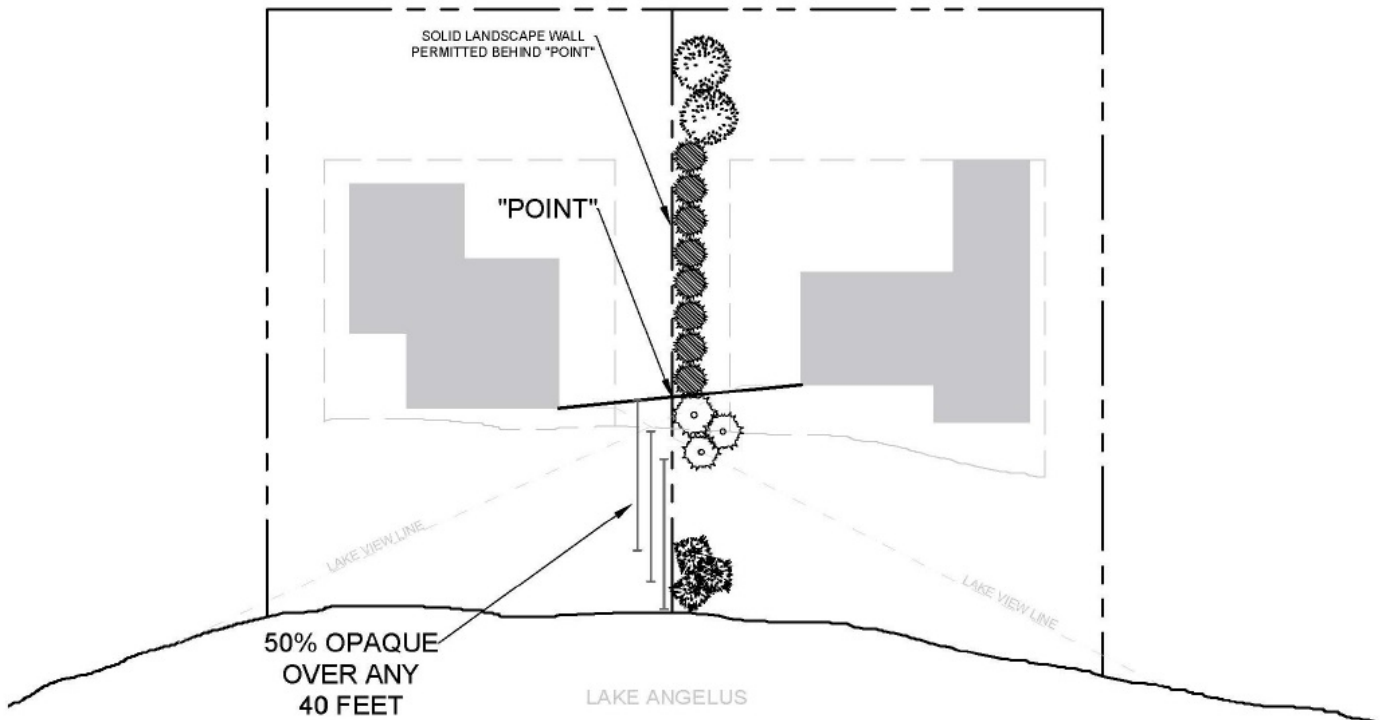 SOLID LANDSCAPE WALL
PERMITTED BEHIND "POINT"
"POINT"
LAKE VIEW LINE
LAKE VIEW LINE
50% OPAQUE
OVER ANY
40 FEET
LAKE ANGELUS